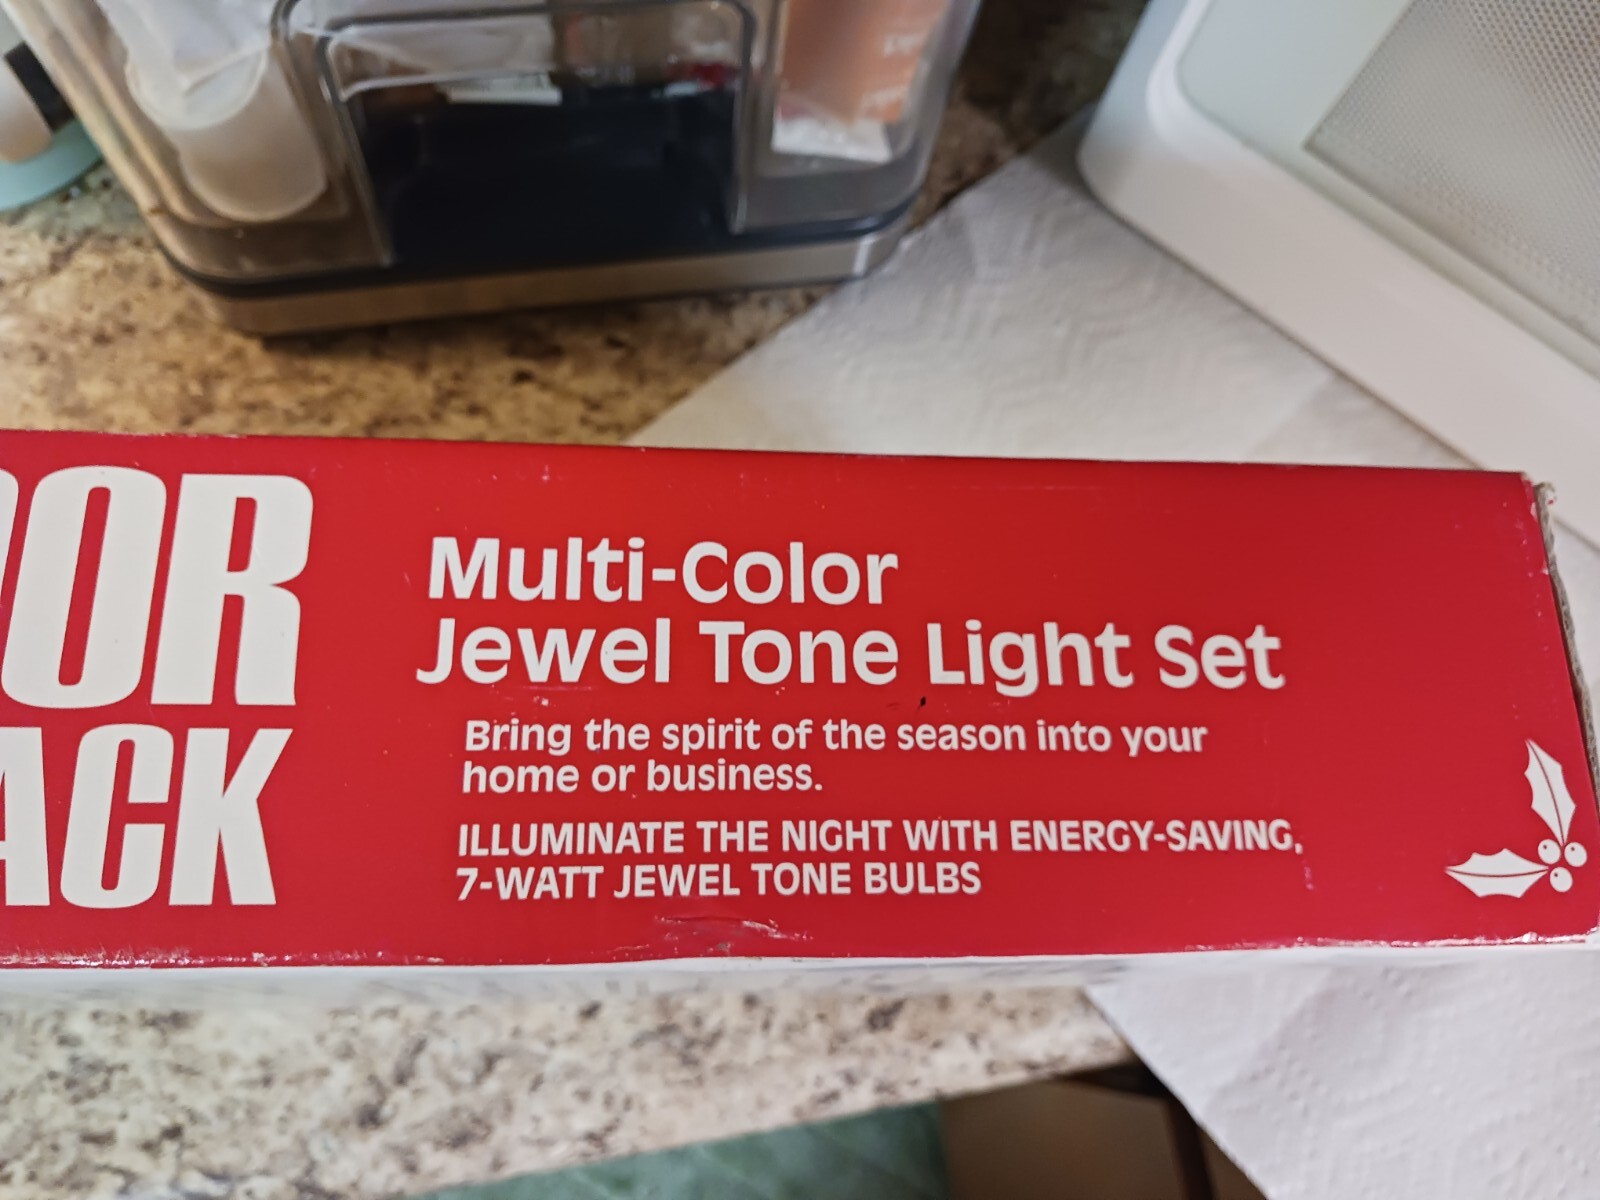 OOR
ACK
Multi-Color
Jewel Tone Light Set
Bring the spirit of the season into your
home or business.
ILLUMINATE THE NIGHT WITH ENERGY-SAVING,
7-WATT JEWEL TONE BULBS